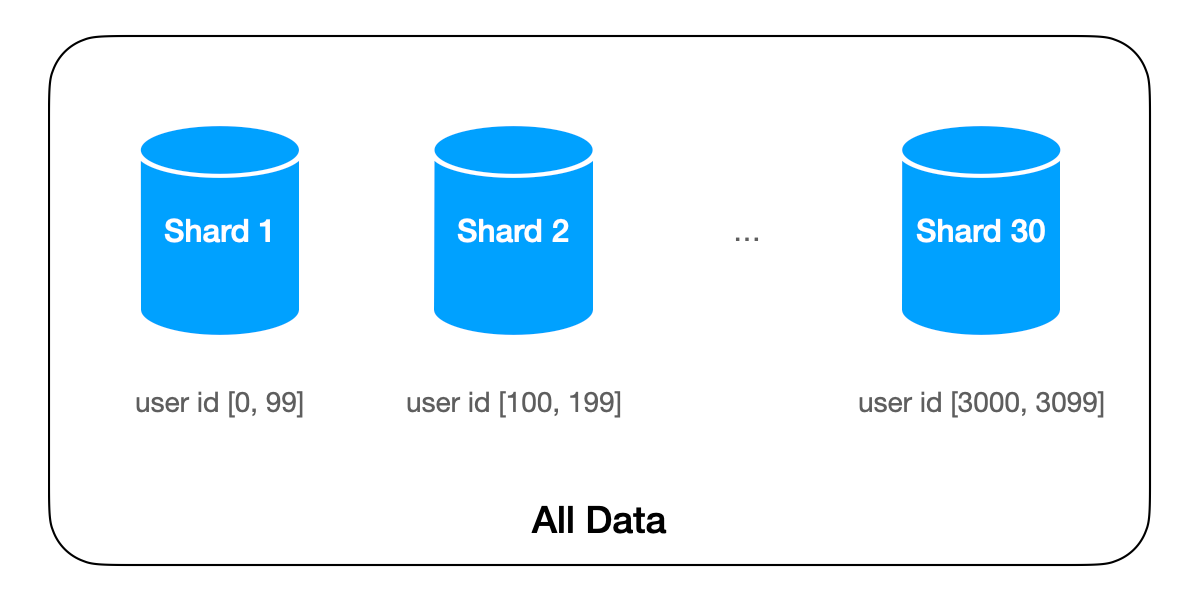 Shard 1
Shard 2
...
Shard 30
user id [0, 99]
user id [100, 199]
user id [3000, 3099]
All Data